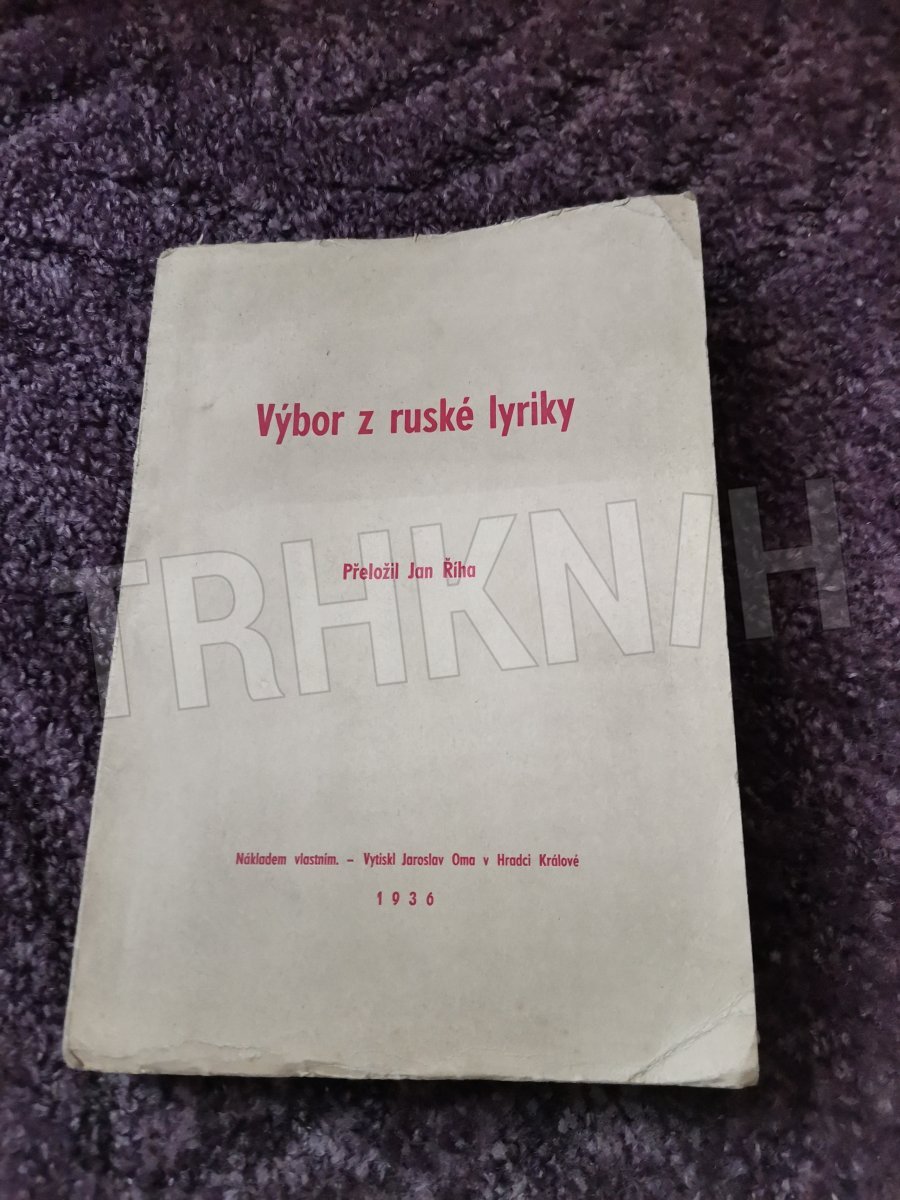 Výbor z ruské lyriky
Přeložil Jan Říha
TRHKNIH
Nákladem vlastním. – Vytiskl Jaroslav Oma v Hradci Králové
1936